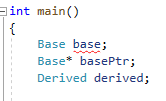 int main()
{
Base base;
Base* basePtr;
Derived derived;